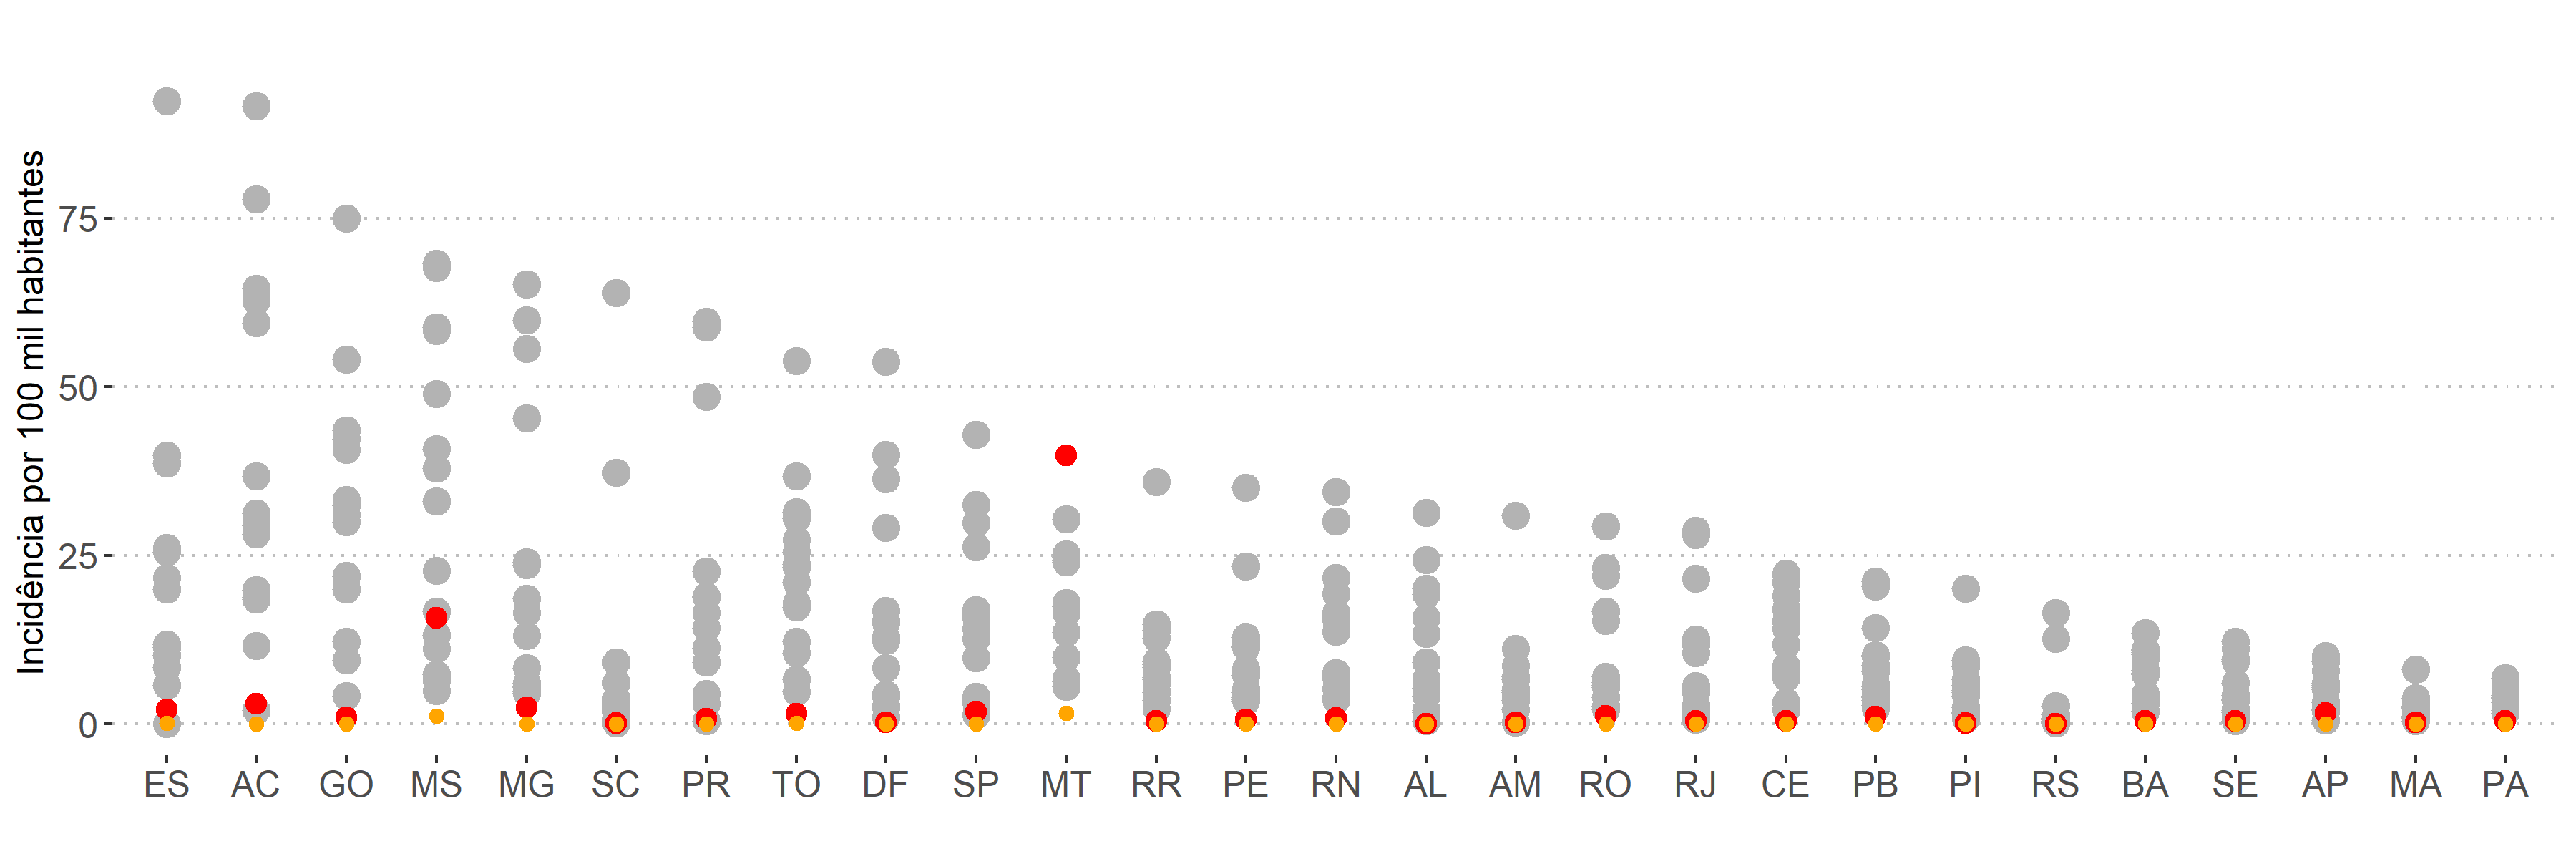 Incidência por 100 mil habitantes
75
50
25
0
ES AC GO MS MG SC PR TO DF SP MT RR PE RN AL AM RO RJ CE PB PI RS BA SE AP MA PA